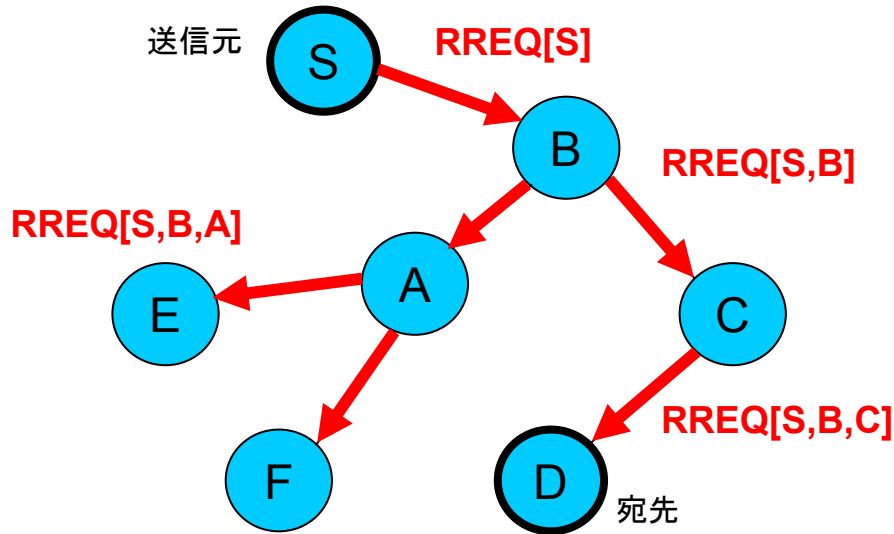 送信元
S
RREQ[S]
B
RREQ[S,B]
RREQ[S,B,A]
E
A
C
RREQ[S,B,C]
F
D
宛先